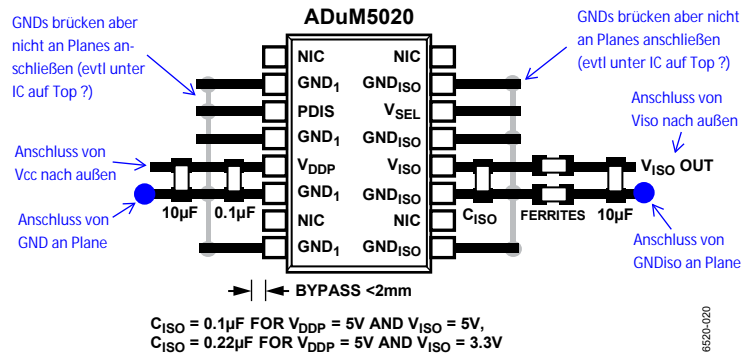 ADuM5020
GNDs brücken aber
nicht an Planes an-
schließen (evtl unter
IC auf Top ?)
GNDs brücken aber nicht
an Planes anschließen
(evtl unter IC auf Top ?)
NIC
NIC
GND1
GNDISO
PDIS
VSEL
GND1
GNDISO
Anschluss von
Viso nach außen
Anschluss von
Vcc nach außen
VDDP
VISO
VISO OUT
GND1
GNDISO
10µF
0.1µF
CISO
FERRITES
10µF
Anschluss von
GND an Plane
NIC
NIC
GND1
GNDISO
Anschluss von
GNDiso an Plane
BYPASS <2mm
CISO = 0.1µF FOR VDDP = 5V AND VISO = 5V,
CISO = 0.22µF FOR VDDP = 5V AND VISO = 3.3V
6520-020